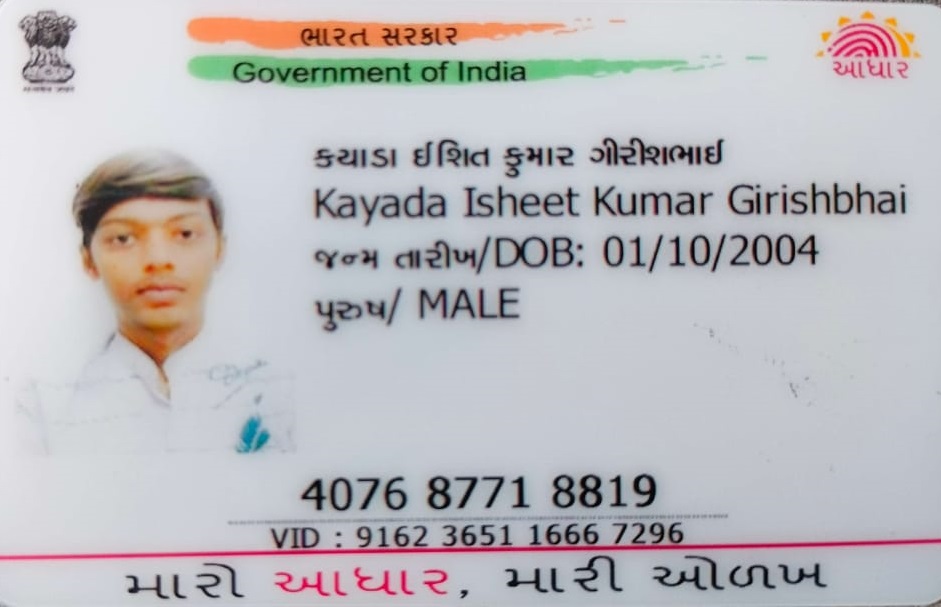 ભારત સરકાર
Government of India
આધાર
કયાડા ઈશિત કુમાર ગીરીશભાઈ
Kayada Isheet Kumar Girishbhai
જન્મ તારીખ/DOB: 01/10/2004
પુરુષ/ MALE
4076 8771 8819
VID : 9162 3651 1666 7296
મારો આધાર, મારી ઓળખ